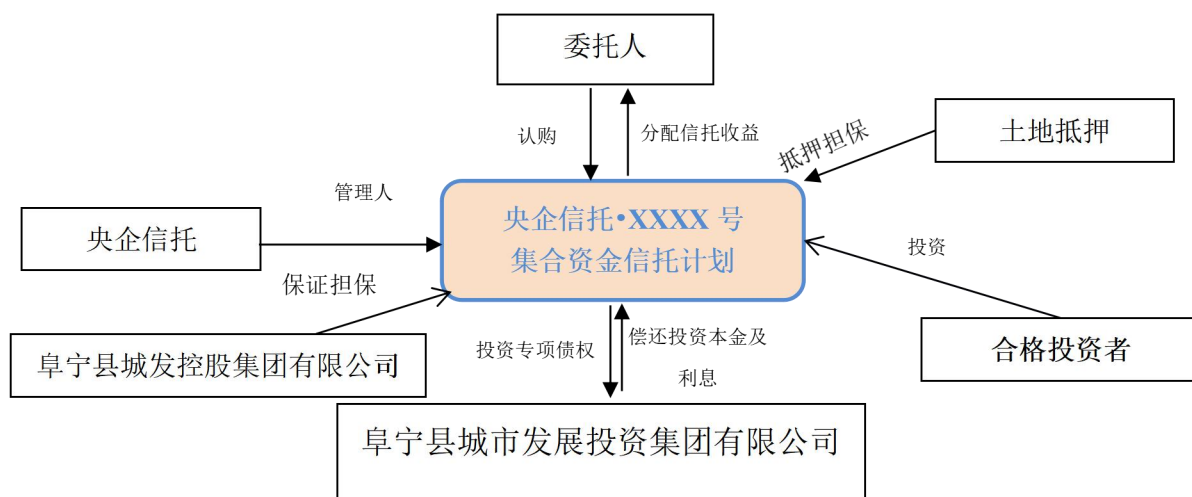 委托人
认购
分配信托收益
抵押担保
土地抵押
管理人
央企信托
央企信托•XXXX 号
集合资金信托计划
投资
保证担保
阜宁县城发控股集团有限公司
投资专项债权
偿还投资本金及
利息
合格投资者
阜宁县城市发展投资集团有限公司